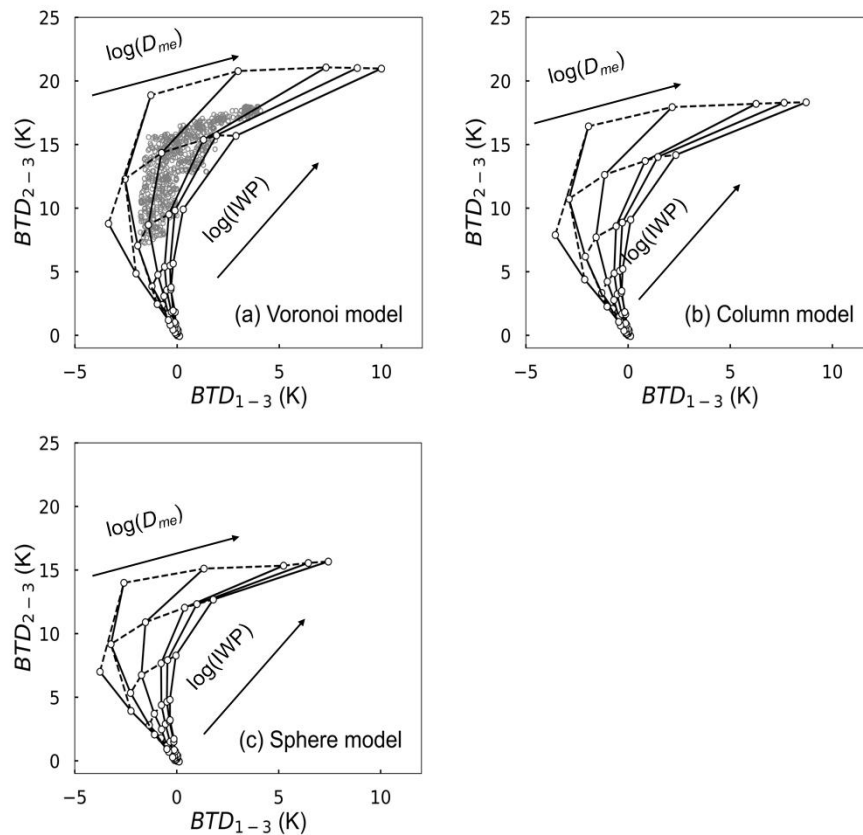 25
20
15
10
5
0
BTD2−3 (K)
log(Dme)
log(IWP)
(a) Voronoi model
−5 0 5 10
BTD1−3 (K)
25
20
15
10
5
0
BTD2−3 (K)
log(Dme)
log(IWP)
(b) Column model
−5 0 5 10
BTD1−3 (K)
25
20
15
10
5
0
BTD2−3 (K)
log(Dme)
log(IWP)
(c) Sphere model
−5 0 5 10
BTD1−3 (K)